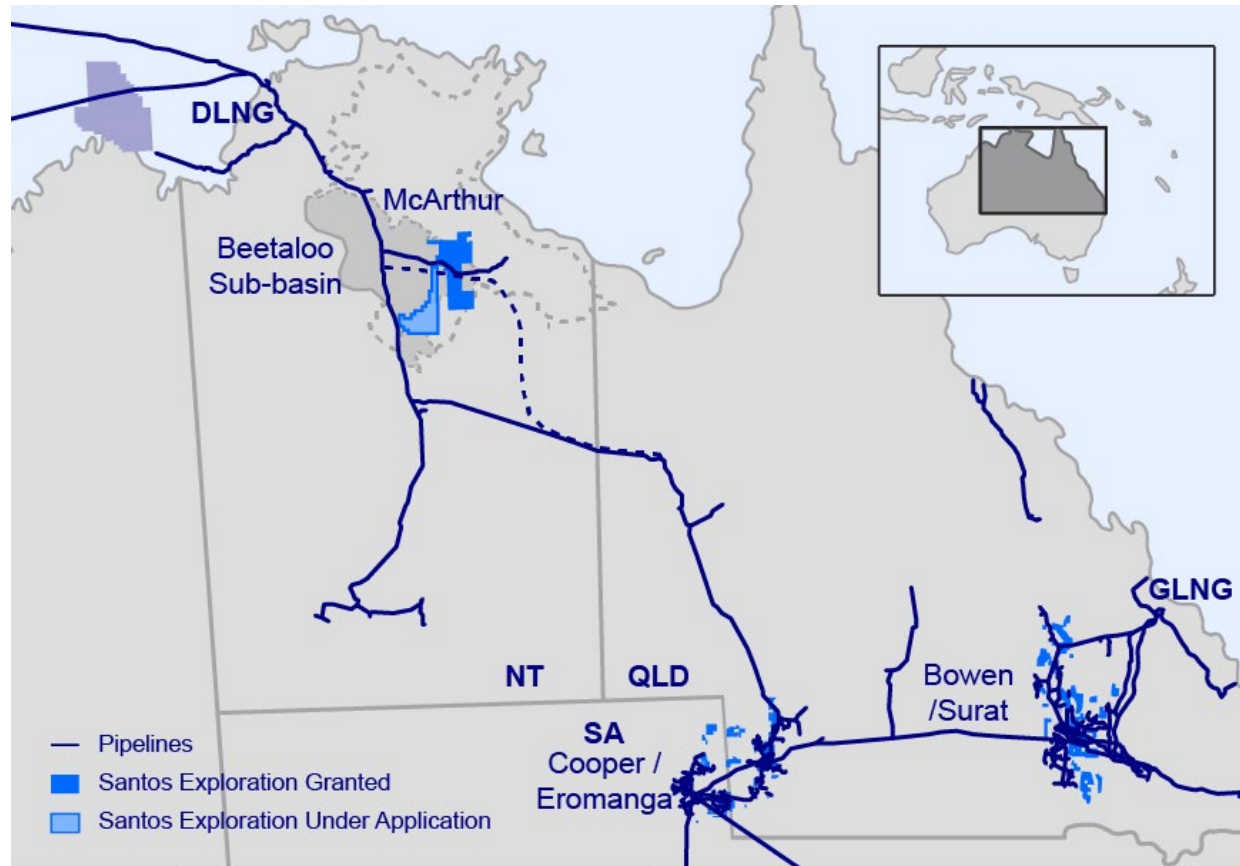 DLNG
McArthur
Beetaloo
Sub-basin
GLNG
NT
QLD
Bowen
/Surat
SA
Cooper /
Eromanga
Pipelines
Santos Exploration Granted
Santos Exploration Under Application